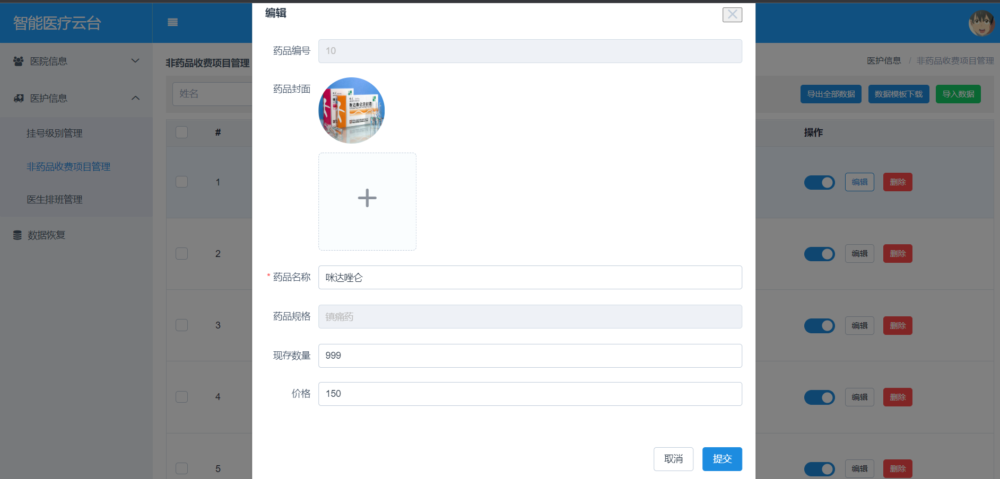 智能医疗云台
医院信息
医护信息
挂号级别管理
非药品收费项目管理
医生排班管理
数据恢复
非药品收费项目管理
医护信息 / 非药品收费项目管理
姓名
导出全部数据 数据模板下载 导入数据
# 操作
1 编辑 删除
2 编辑 删除
3 编辑 删除
4 编辑 删除
5 编辑 删除
编辑
药品编号 10
药品封面
咪达唑仑注射液
* 药品名称 咪达唑仑
药品规格 镇痛药
现存数量 999
价格 150
取消 提交